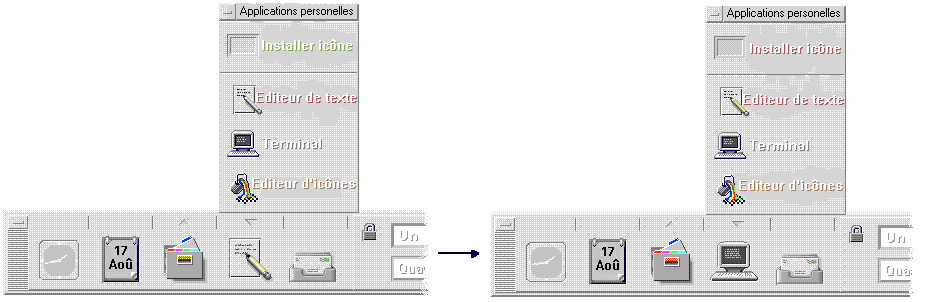 Applications personelles
Installer icône
Editeur de texte
Terminal
Editeur d'icônes
17
Aoû
Un
Qua
Applications personelles
Installer icône
Editeur de texte
Terminal
Editeur d'icônes
17
Aoû
Un
Qua